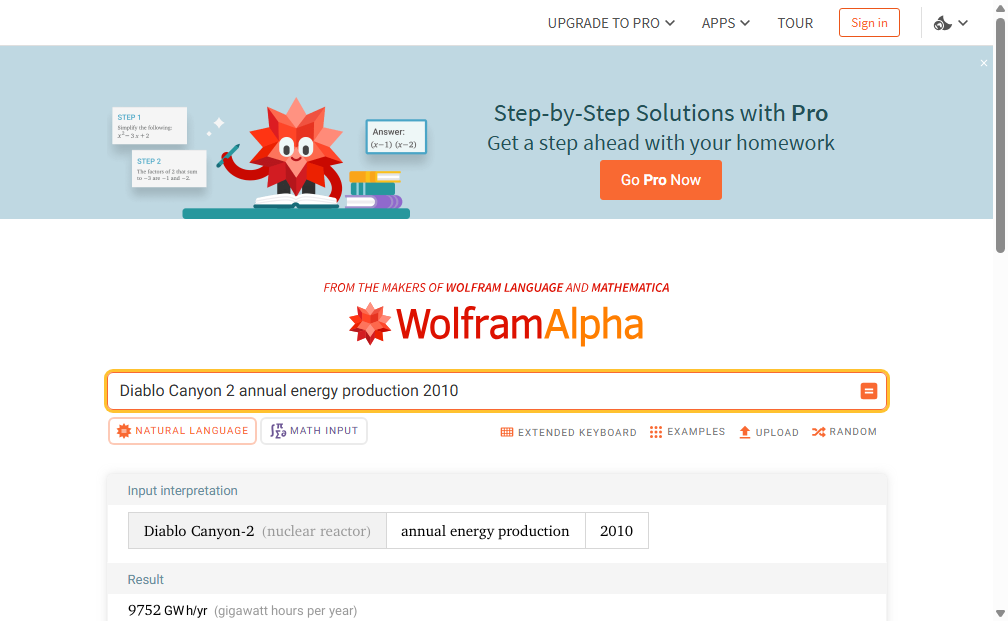 UPGRADE TO PRO
APPS
TOUR
Sign in
STEP 1
Simplify the following:
x² − 3 x + 2
STEP 2
The factors of 2 that sum
to −3 are −1 and −2.
Answer:
(x−1) (x−2)
Step-by-Step Solutions with Pro
Get a step ahead with your homework
Go Pro Now
FROM THE MAKERS OF WOLFRAM LANGUAGE AND MATHEMATICA
WolframAlpha
Diablo Canyon 2 annual energy production 2010
NATURAL LANGUAGE
MATH INPUT
EXTENDED KEYBOARD
EXAMPLES
UPLOAD
RANDOM
Input interpretation
Diablo Canyon-2 (nuclear reactor)
annual energy production
2010
Result
9752 GW h/yr (gigawatt hours per year)